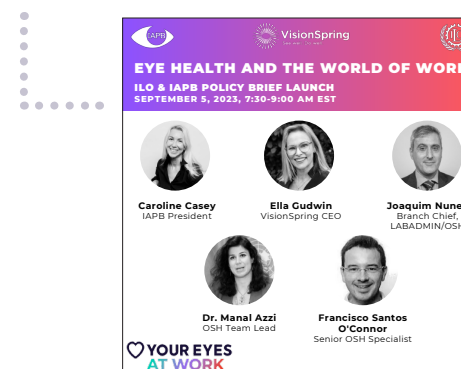 IAPB
VisionSpring
EYE HEALTH AND THE WORLD OF WOR
ILO & IAPB POLICY BRIEF LAUNCH
SEPTEMBER 5, 2023, 7:30-9:00 AM EST
Caroline Casey
IAPB President
Ella Gudwin
VisionSpring CEO
Joaquim Nune
Branch Chief,
LABADMIN/OSH
Dr. Manal Azzi
OSH Team Lead
Francisco Santos
O'Connor
Senior OSH Specialist
YOUR EYES
AT WORK